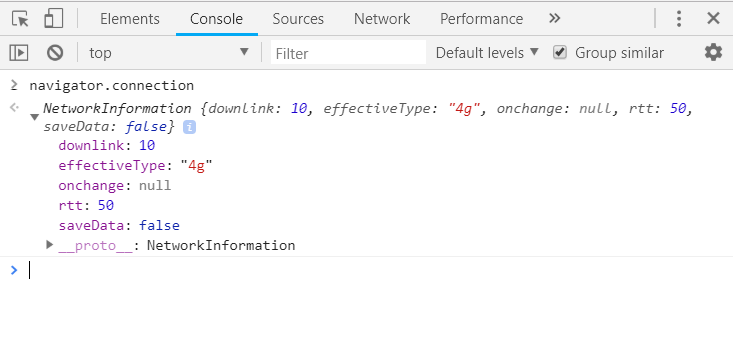 Elements Console Sources Network Performance »
top Filter Default levels Group similar
navigator.connection
NetworkInformation {downlink: 10, effectiveType: "4g", onchange: null, rtt: 50,
saveData: false} i
downlink: 10
effectiveType: "4g"
onchange: null
rtt: 50
saveData: false
__proto__: NetworkInformation